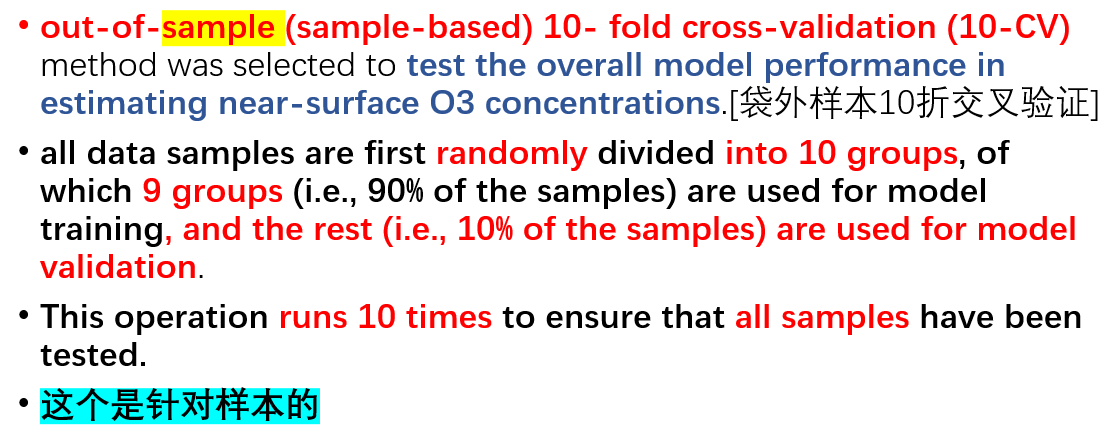 • out-of-sample (sample-based) 10- fold cross-validation (10-CV)
method was selected to test the overall model performance in
estimating near-surface O3 concentrations.[袋外样本10折交叉验证]
• all data samples are first randomly divided into 10 groups, of
which 9 groups (i.e., 90% of the samples) are used for model
training, and the rest (i.e., 10% of the samples) are used for model
validation.
• This operation runs 10 times to ensure that all samples have been
tested.
• 这个是针对样本的